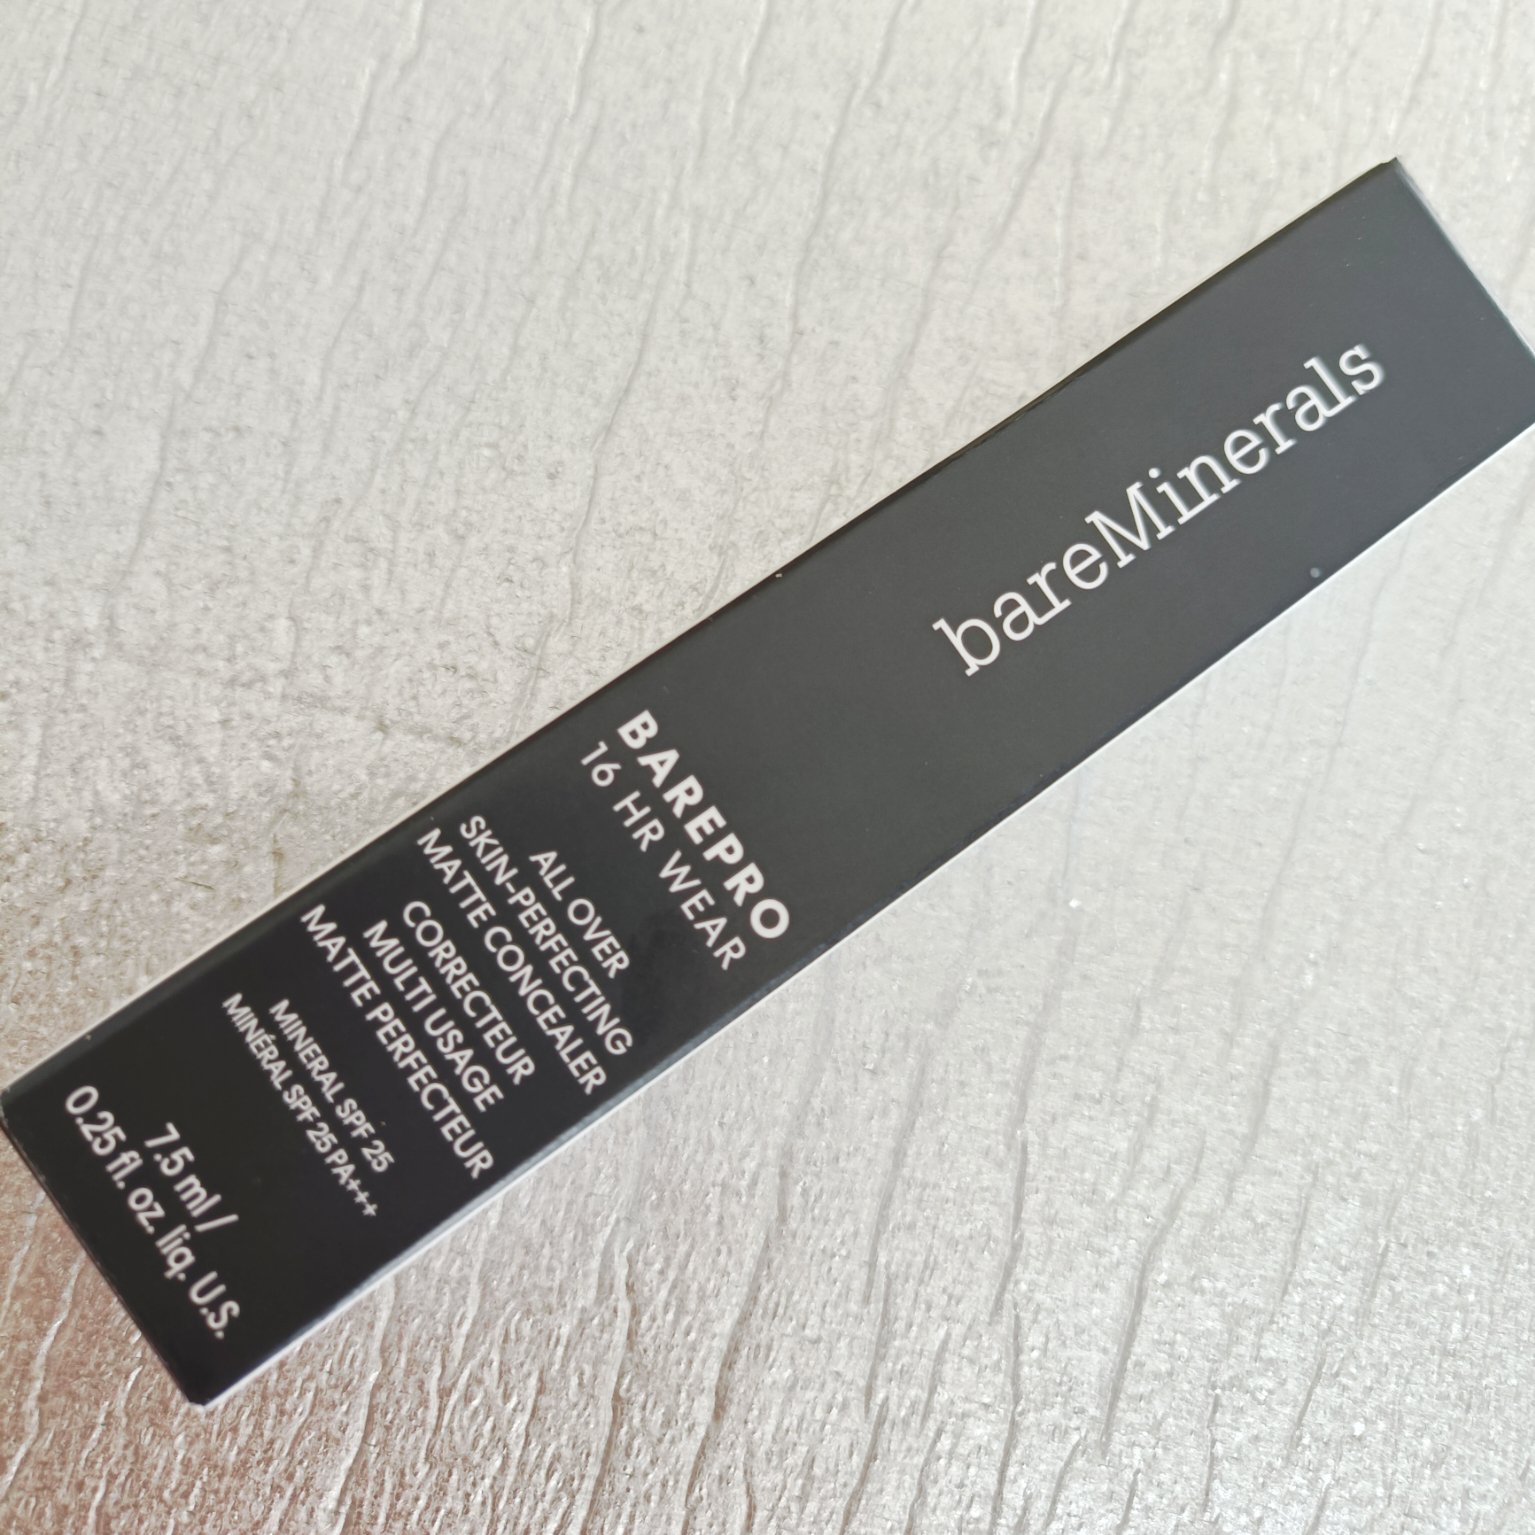 bareMinerals
BAREPRO
16 HR WEAR
ALL OVER
SKIN-PERFECTING
MATTE CONCEALER
CORRECTEUR
MULTI USAGE
MATTE PERFECTEUR
MINERAL SPF 25
MINÉRAL SPF 25 PA+++
7.5 ml /
0.25 fl. oz. liq. U.S.